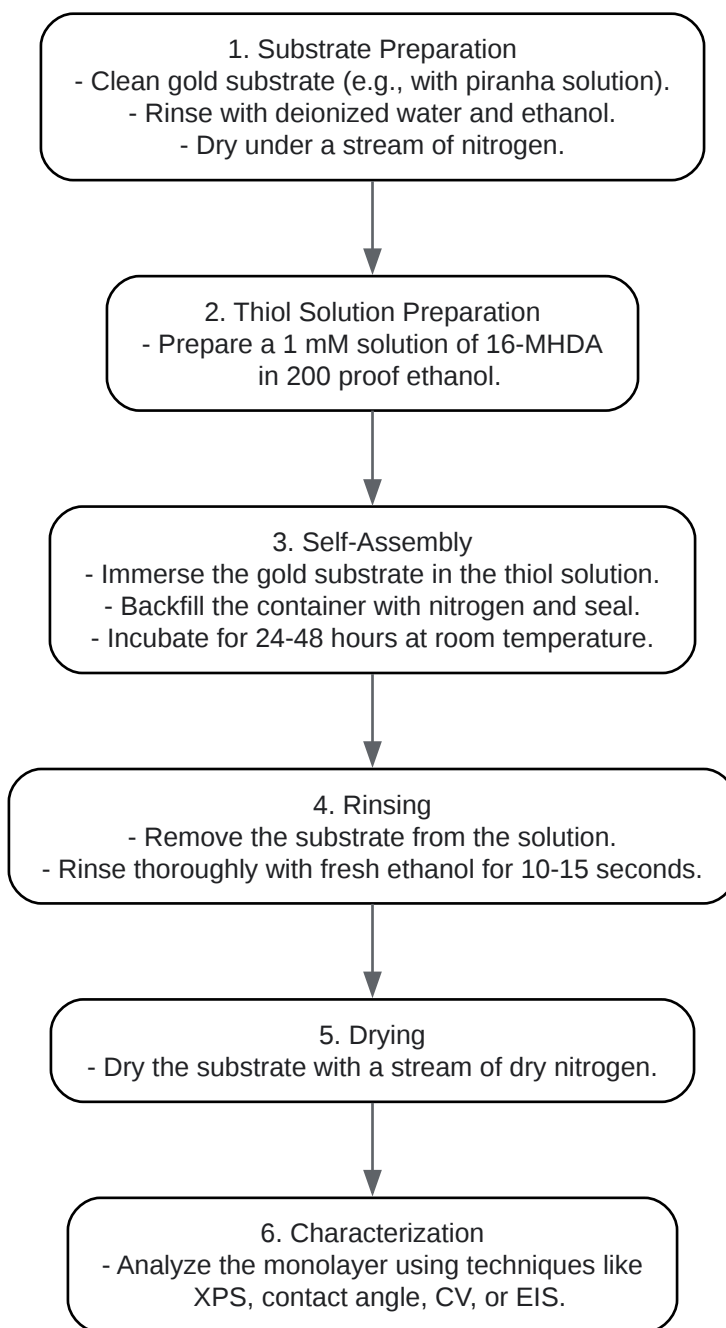 1. Substrate Preparation
- Clean gold substrate (e.g., with piranha solution).
- Rinse with deionized water and ethanol.
- Dry under a stream of nitrogen.
2. Thiol Solution Preparation
- Prepare a 1 mM solution of 16-MHDA
in 200 proof ethanol.
3. Self-Assembly
- Immerse the gold substrate in the thiol solution.
- Backfill the container with nitrogen and seal.
- Incubate for 24-48 hours at room temperature.
4. Rinsing
- Remove the substrate from the solution.
- Rinse thoroughly with fresh ethanol for 10-15 seconds.
5. Drying
- Dry the substrate with a stream of dry nitrogen.
6. Characterization
- Analyze the monolayer using techniques like
XPS, contact angle, CV, or EIS.